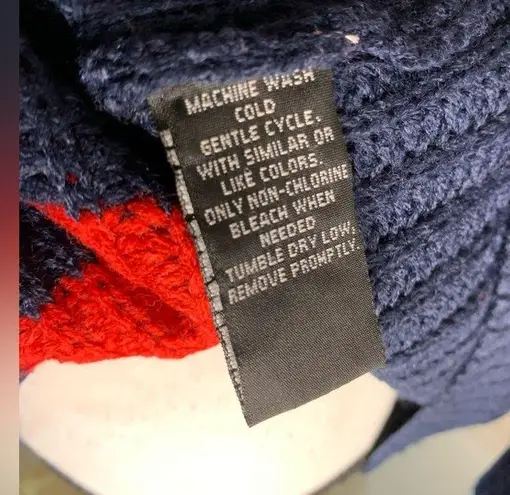 MACHINE WASH
COLD
GENTLE CYCLE.
WITH SIMILAR OR
LIKE COLORS.
ONLY NON-CHLORINE
BLEACH WHEN
NEEDED
TUMBLE DRY LOW,
REMOVE PROMPTLY.